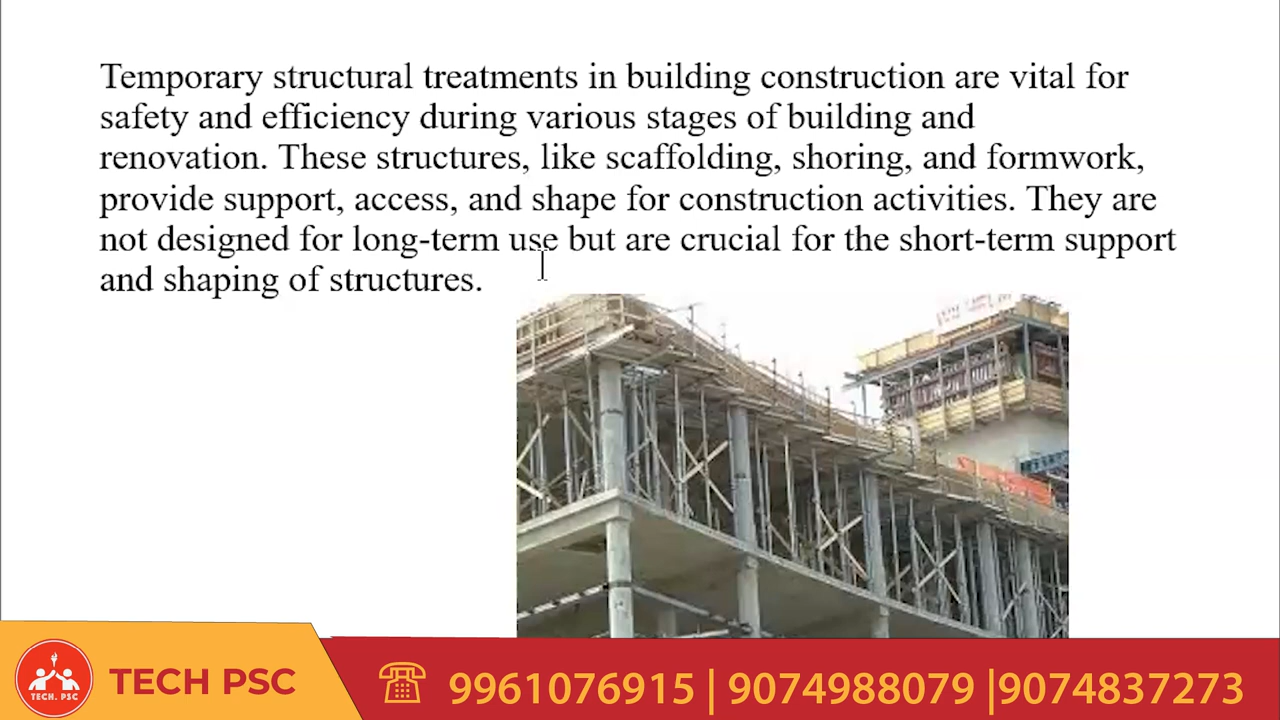 Temporary structural treatments in building construction are vital for
safety and efficiency during various stages of building and
renovation. These structures, like scaffolding, shoring, and formwork,
provide support, access, and shape for construction activities. They are
not designed for long-term use but are crucial for the short-term support
and shaping of structures.
TECH. PSC
TECH PSC
9961076915 | 9074988079 |9074837273